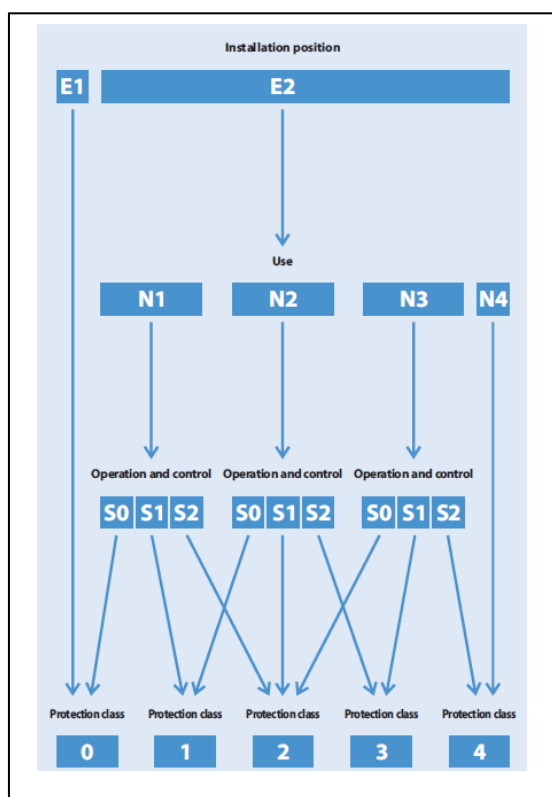 Installation position
E1 E2
Use
N1 N2 N3 N4
Operation and control Operation and control Operation and control
S0 S1 S2 S0 S1 S2 S0 S1 S2
Protection class Protection class Protection class Protection class Protection class
0 1 2 3 4